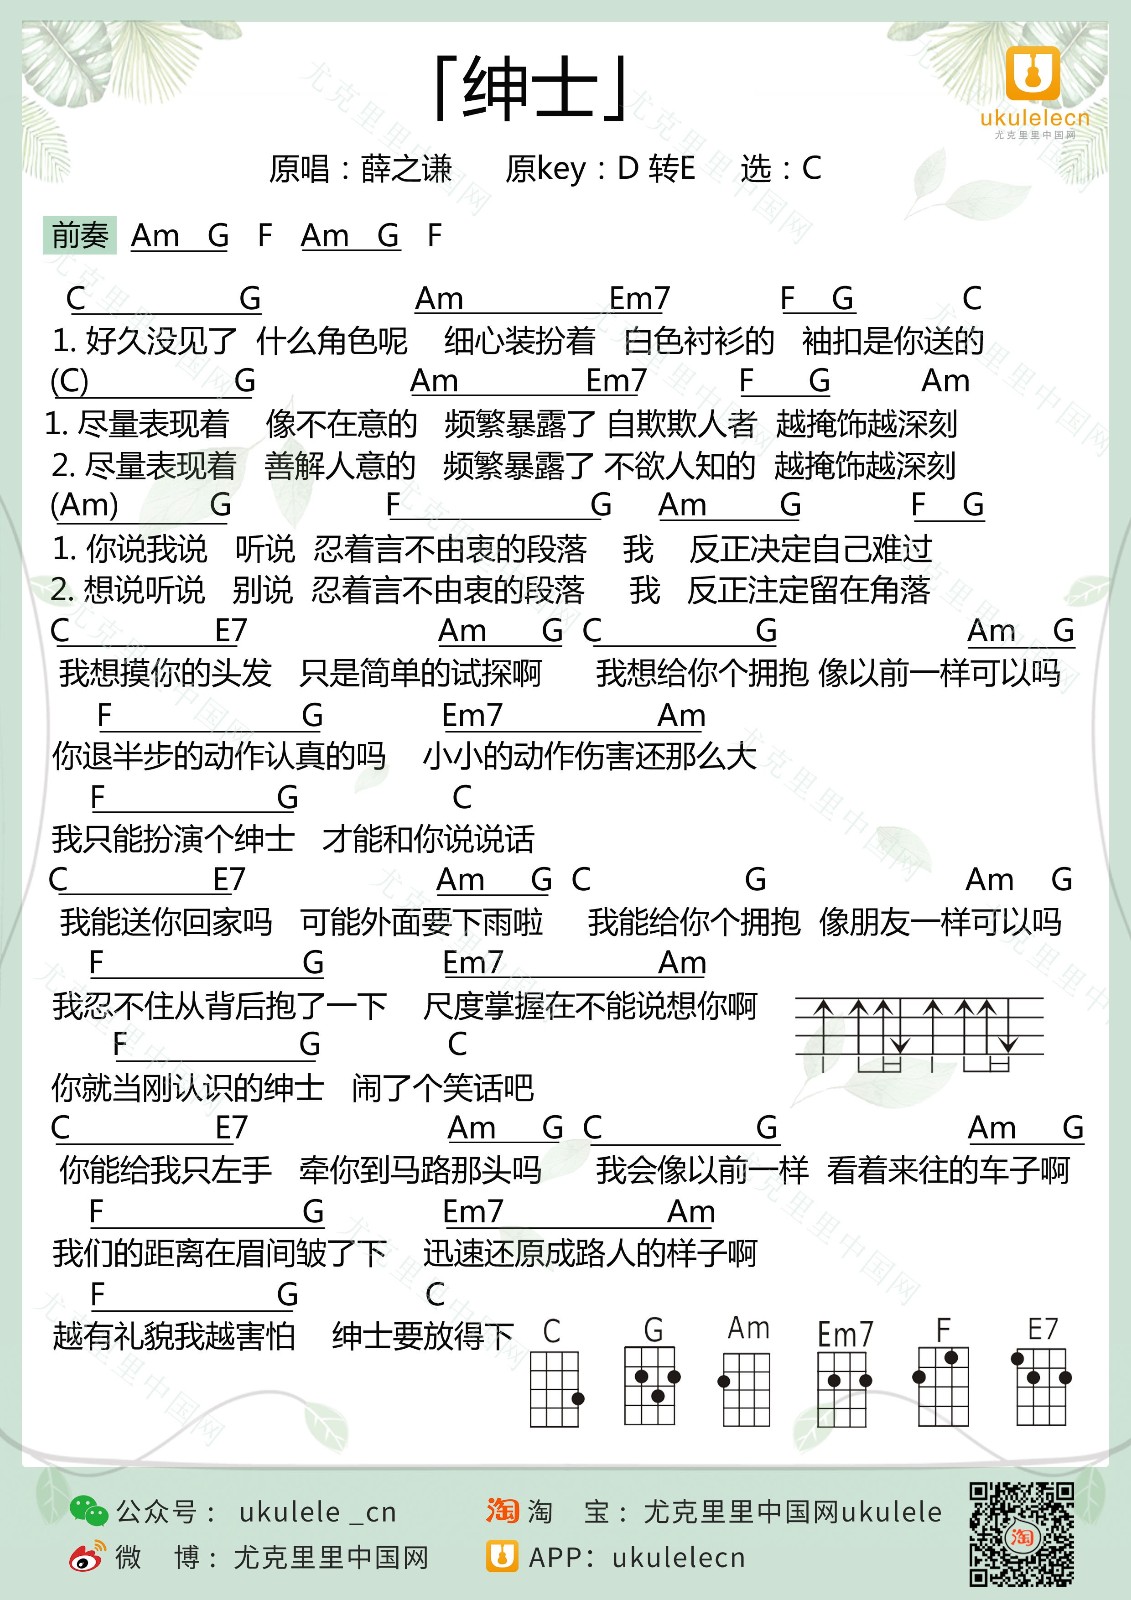 「绅士」
ukulelecn
尤克里里中国网
原唱：薛之谦 原key：D 转E 选：C
前奏 Am G F Am G F
C G Am Em7 F G C
1. 好久没见了 什么角色呢 细心装扮着 白色衬衫的 袖扣是你送的
(C) G Am Em7 F G Am
1. 尽量表现着 像不在意的 频繁暴露了 自欺欺人者 越掩饰越深刻
2. 尽量表现着 善解人意的 频繁暴露了 不欲人知的 越掩饰越深刻
(Am) G F G Am G F G
1. 你说我说 听说 忍着言不由衷的段落 我 反正决定自己难过
2. 想说听说 别说 忍着言不由衷的段落 我 反正注定留在角落
C E7 Am G C G Am G
我想摸你的头发 只是简单的试探啊 我想给你个拥抱 像以前一样可以吗
F G Em7 Am
你退半步的动作认真的吗 小小的动作伤害还那么大
F G C
我只能扮演个绅士 才能和你说说话
C E7 Am G C G Am G
我能送你回家吗 可能外面要下雨啦 我能给你个拥抱 像朋友一样可以吗
F G Em7 Am
我忍不住从背后抱了一下 尺度掌握在不能说想你啊
F G C
你就当刚认识的绅士 闹了个笑话吧
C E7 Am G C G Am G
你能给我只左手 牵你到马路那头吗 我会像以前一样 看着来往的车子啊
F G Em7 Am
我们的距离在眉间皱了下 迅速还原成路人的样子啊
F G C
越有礼貌我越害怕 绅士要放得下
C G Am Em7 F E7
公众号： ukulele _cn
淘 淘 宝：尤克里里中国网ukulele
微 博：尤克里里中国网
APP：ukulelecn
淘